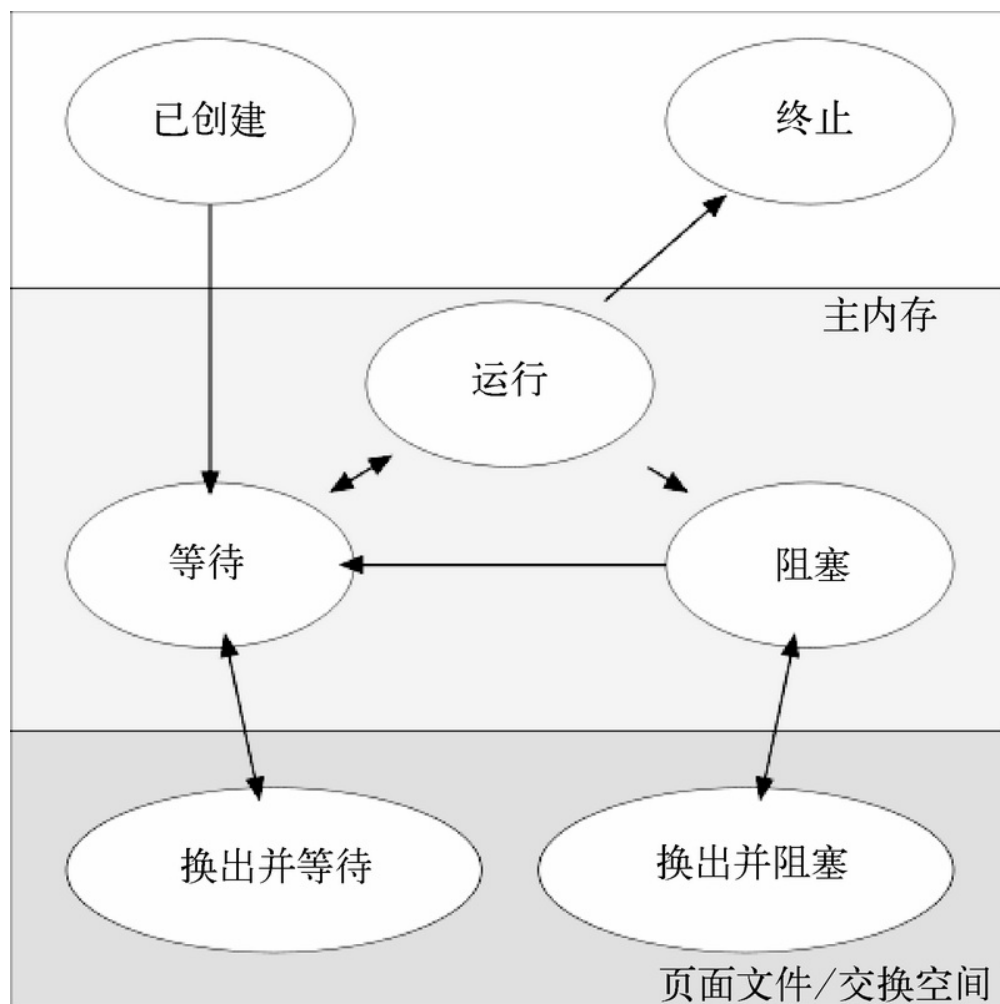 已创建
终止
主内存
运行
等待
阻塞
换出并等待
换出并阻塞
页面文件/交换空间